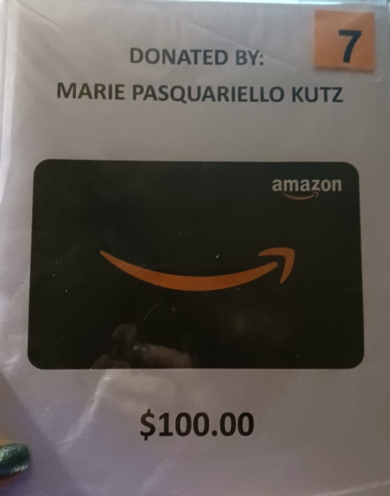 7
DONATED BY:
MARIE PASQUARIELLO KUTZ
amazon
$100.00